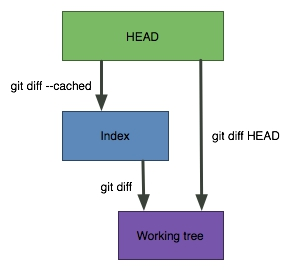 HEAD
git diff --cached
Index
git diff HEAD
git diff
Working tree